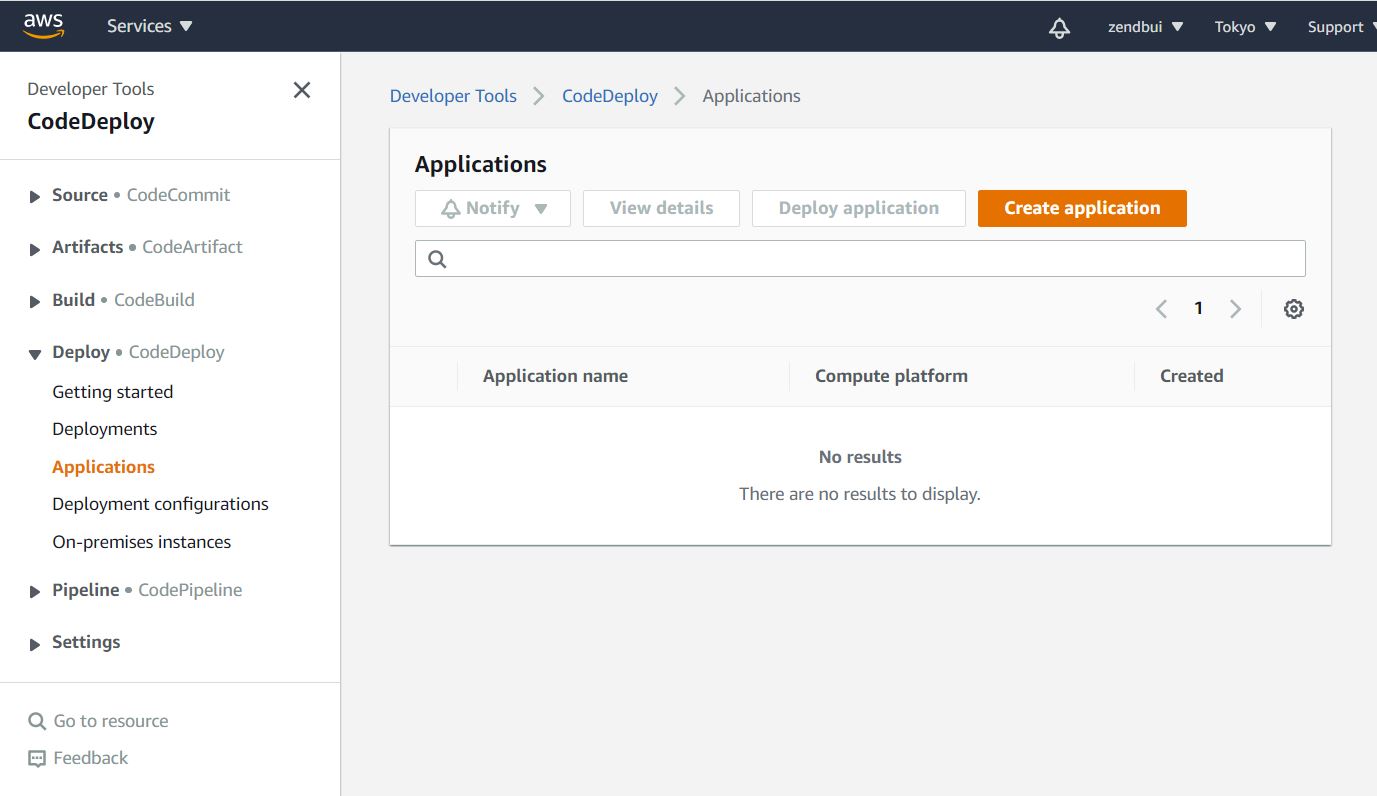 aws Services zendbui Tokyo Support
Developer Tools
CodeDeploy
Source • CodeCommit
Artifacts • CodeArtifact
Build • CodeBuild
Deploy • CodeDeploy
Getting started
Deployments
Applications
Deployment configurations
On-premises instances
Pipeline • CodePipeline
Settings
Go to resource
Feedback
Developer Tools > CodeDeploy > Applications
Applications
Notify View details Deploy application Create application
1
Application name Compute platform Created
No results
There are no results to display.